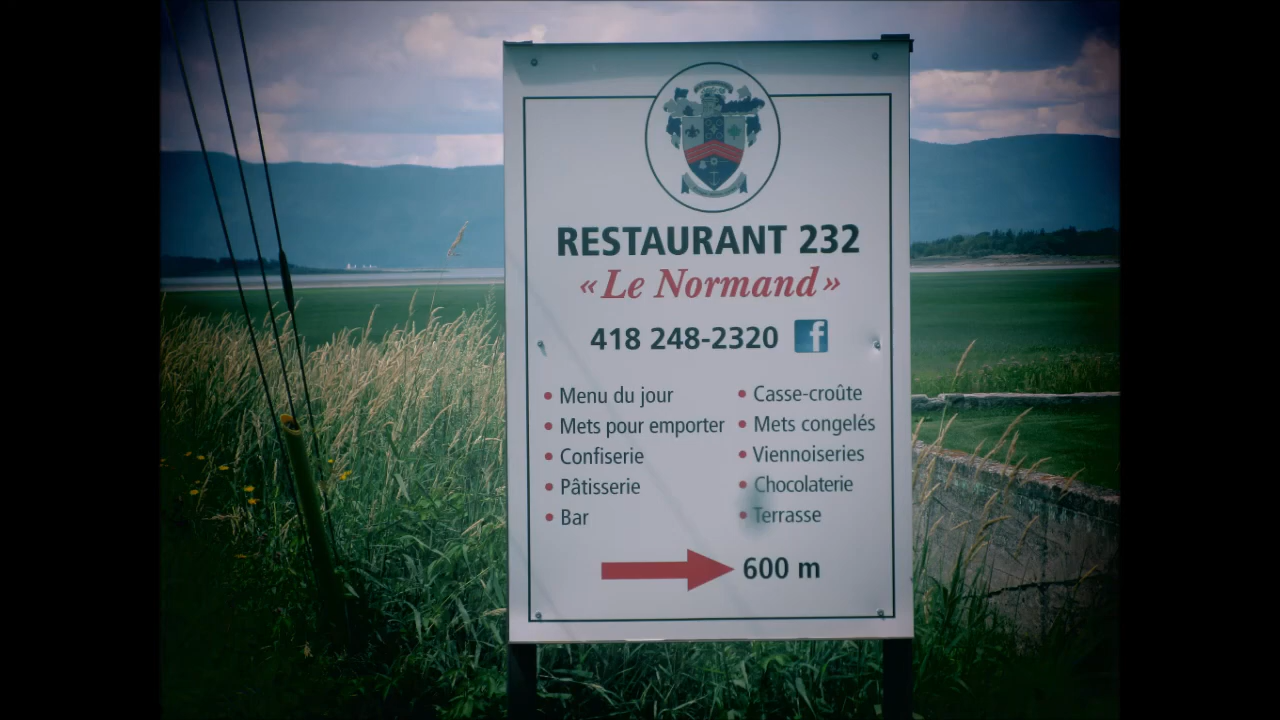 RESTAURANT 232
«Le Normand»
418 248-2320 f
• Menu du jour
• Mets pour emporter
• Confiserie
• Pâtisserie
• Bar
• Casse-croûte
• Mets congelés
• Viennoiseries
• Chocolaterie
• Terrasse
600 m